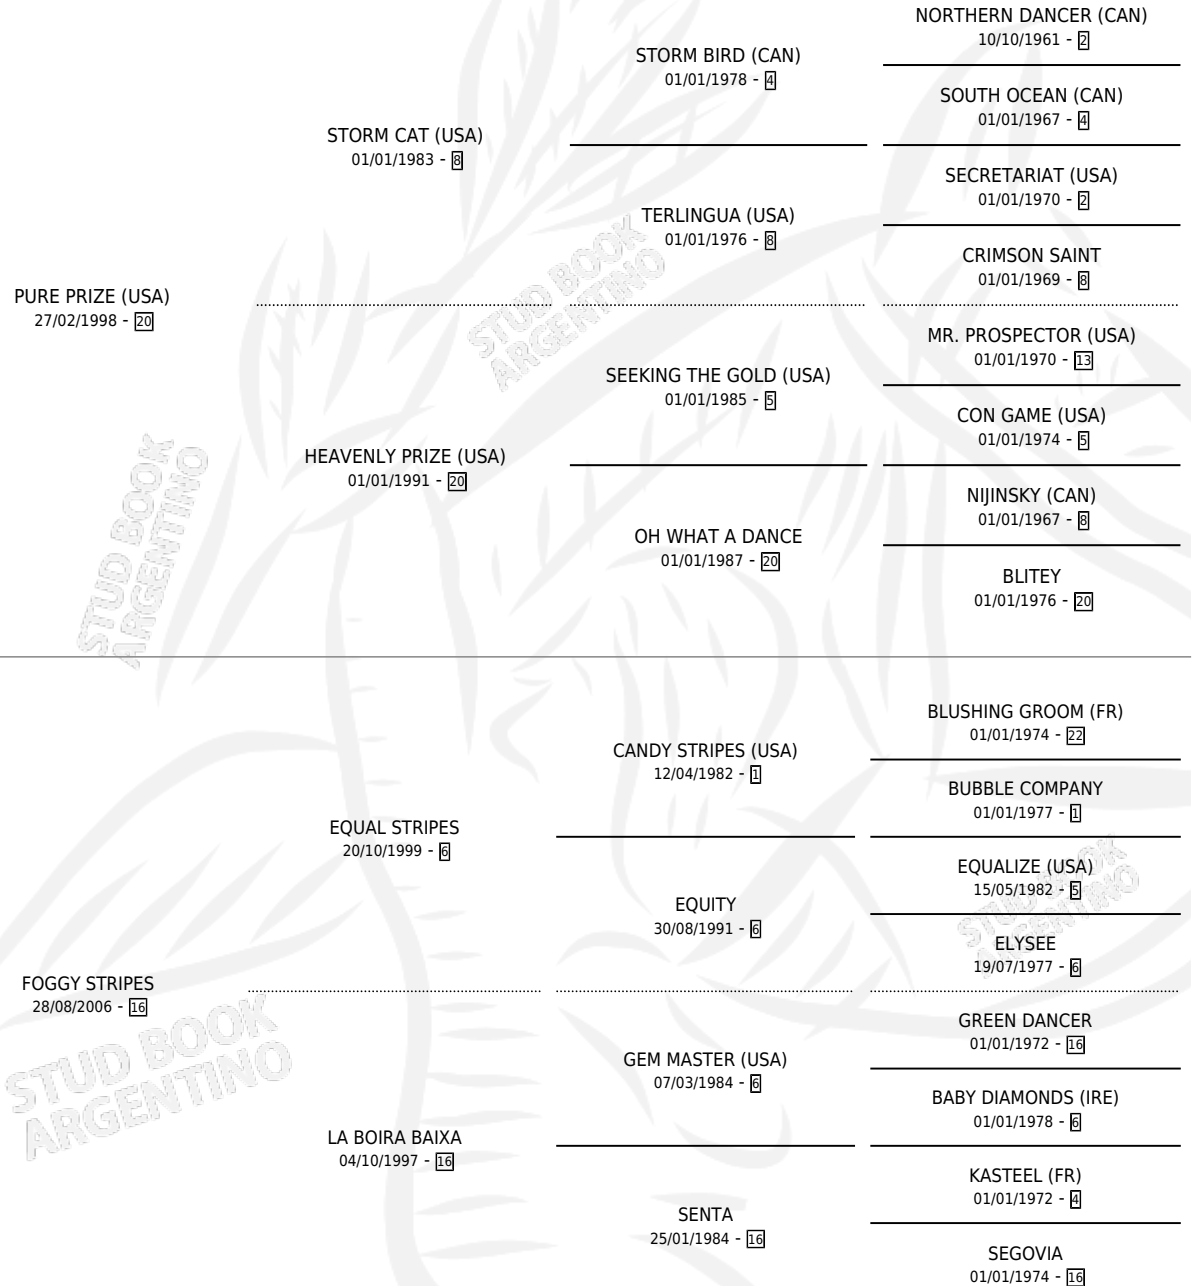 NORTHERN DANCER (CAN)
10/10/1961 - 2
STORM BIRD (CAN)
01/01/1978 - 4
SOUTH OCEAN (CAN)
01/01/1967 - 4
STORM CAT (USA)
01/01/1983 - 8
SECRETARIAT (USA)
01/01/1970 - 2
TERLINGUA (USA)
01/01/1976 - 8
CRIMSON SAINT
01/01/1969 - 8
PURE PRIZE (USA)
27/02/1998 - 20
MR. PROSPECTOR (USA)
01/01/1970 - 13
SEEKING THE GOLD (USA)
01/01/1985 - 5
CON GAME (USA)
01/01/1974 - 5
HEAVENLY PRIZE (USA)
01/01/1991 - 20
NIJINSKY (CAN)
01/01/1967 - 8
OH WHAT A DANCE
01/01/1987 - 20
BLITEY
01/01/1976 - 20
BLUSHING GROOM (FR)
01/01/1974 - 22
CANDY STRIPES (USA)
12/04/1982 - 1
BUBBLE COMPANY
01/01/1977 - 1
EQUAL STRIPES
20/10/1999 - 6
EQUALIZE (USA)
15/05/1982 - 5
EQUITY
30/08/1991 - 6
ELYSEE
19/07/1977 - 6
FOGGY STRIPES
28/08/2006 - 16
GREEN DANCER
01/01/1972 - 16
GEM MASTER (USA)
07/03/1984 - 6
BABY DIAMONDS (IRE)
01/01/1978 - 6
LA BOIRA BAIXA
04/10/1997 - 16
KASTEEL (FR)
01/01/1972 - 4
SENTA
25/01/1984 - 16
SEGOVIA
01/01/1974 - 16
STUD BOOK
ARGENTINO
STUD BOOK
ARGENTINO
STUD BOOK
ARGENTINO
STUD BOOK
ARGENTINO